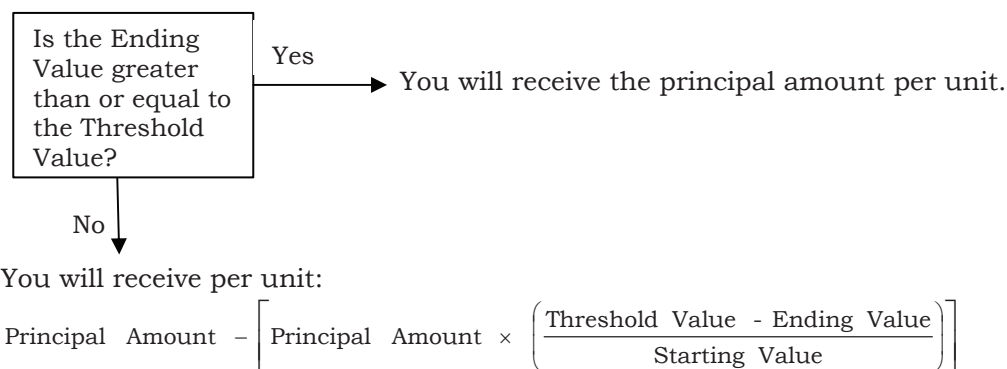 Is the Ending
Value greater
than or equal to
the Threshold
Value?
Yes
You will receive the principal amount per unit.
No
You will receive per unit:
Principal Amount – [Principal Amount × (Threshold Value - Ending Value / Starting Value)]